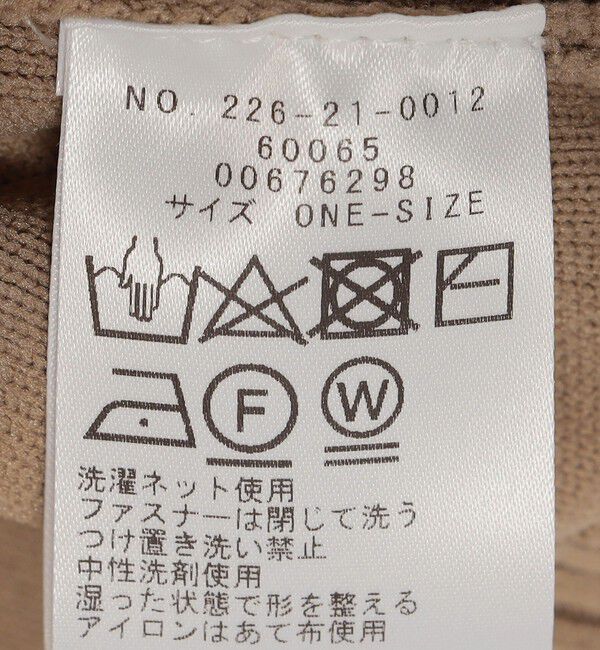 NO. 226-21-0012
60065
00676298
サイズ ONE-SIZE
F W
洗濯ネット使用
ファスナーは閉じて洗う
つけ置き洗い禁止
中性洗剤使用
湿った状態で形を整える
アイロンはあて布使用